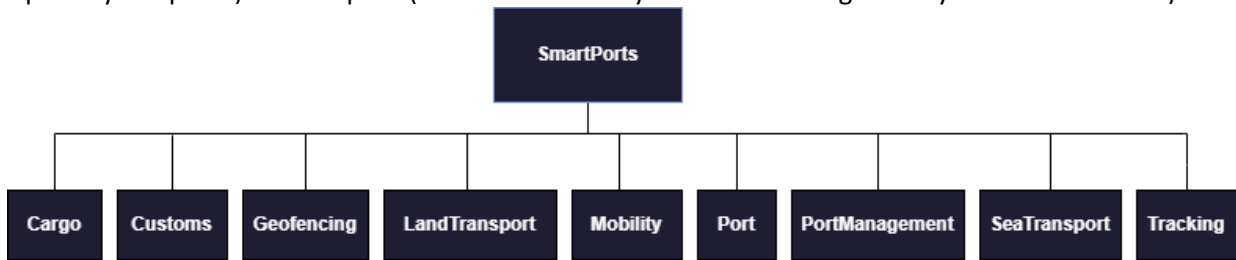 SmartPorts
Cargo
Customs
Geofencing
LandTransport
Mobility
Port
PortManagement
SeaTransport
Tracking